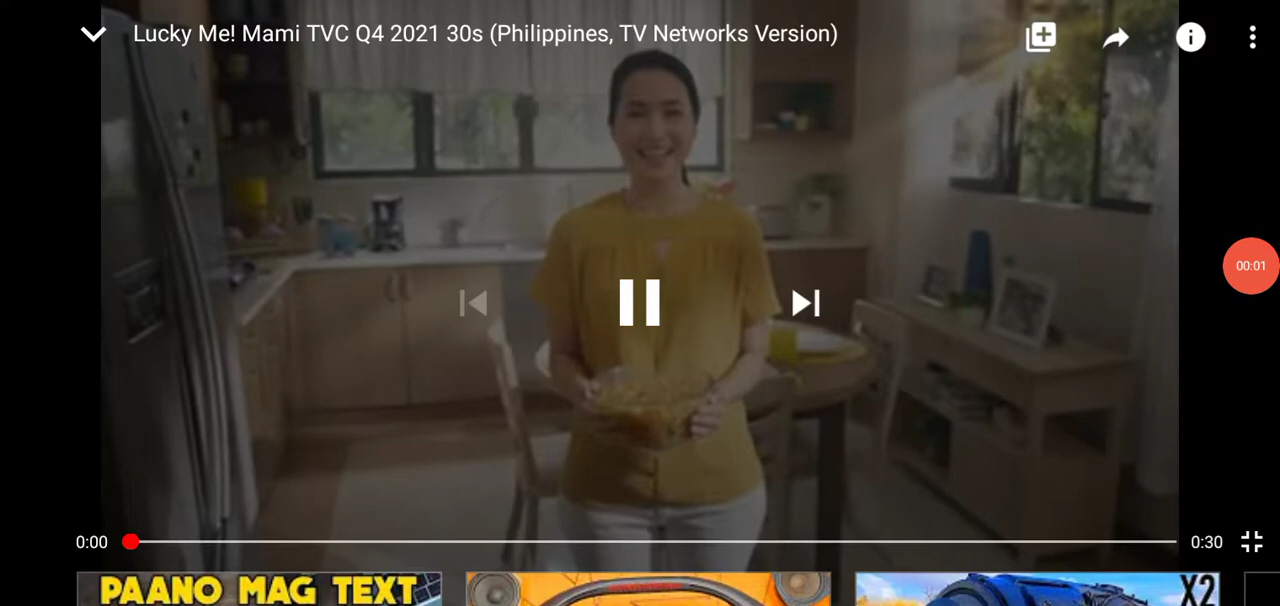 Lucky Me! Mami TVC Q4 2021 30s (Philippines, TV Networks Version)
00:01
0:00
0:30
PAANO MAG TEXT
X2